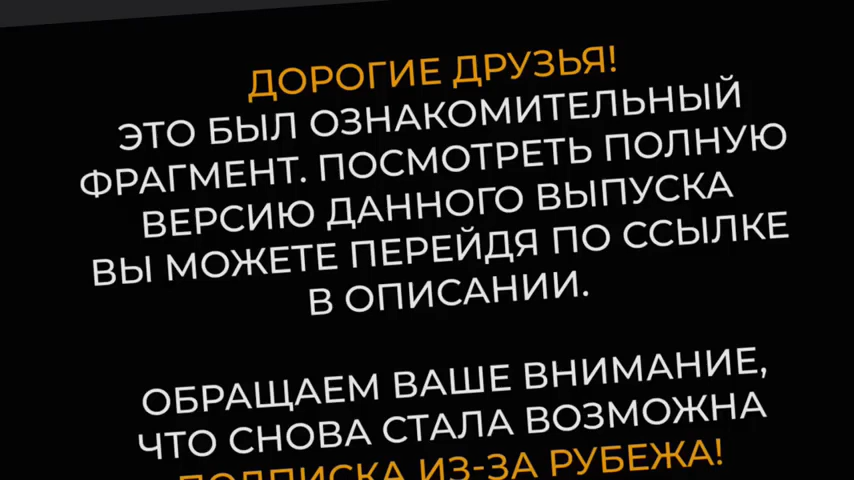 ДОРОГИЕ ДРУЗЬЯ!
ЭТО БЫЛ ОЗНАКОМИТЕЛЬНЫЙ
ФРАГМЕНТ. ПОСМОТРЕТЬ ПОЛНУЮ
ВЕРСИЮ ДАННОГО ВЫПУСКА
ВЫ МОЖЕТЕ ПЕРЕЙДЯ ПО ССЫЛКЕ
В ОПИСАНИИ.
ОБРАЩАЕМ ВАШЕ ВНИМАНИЕ,
ЧТО СНОВА СТАЛА ВОЗМОЖНА
ПОДПИСКА ИЗ-ЗА РУБЕЖА!